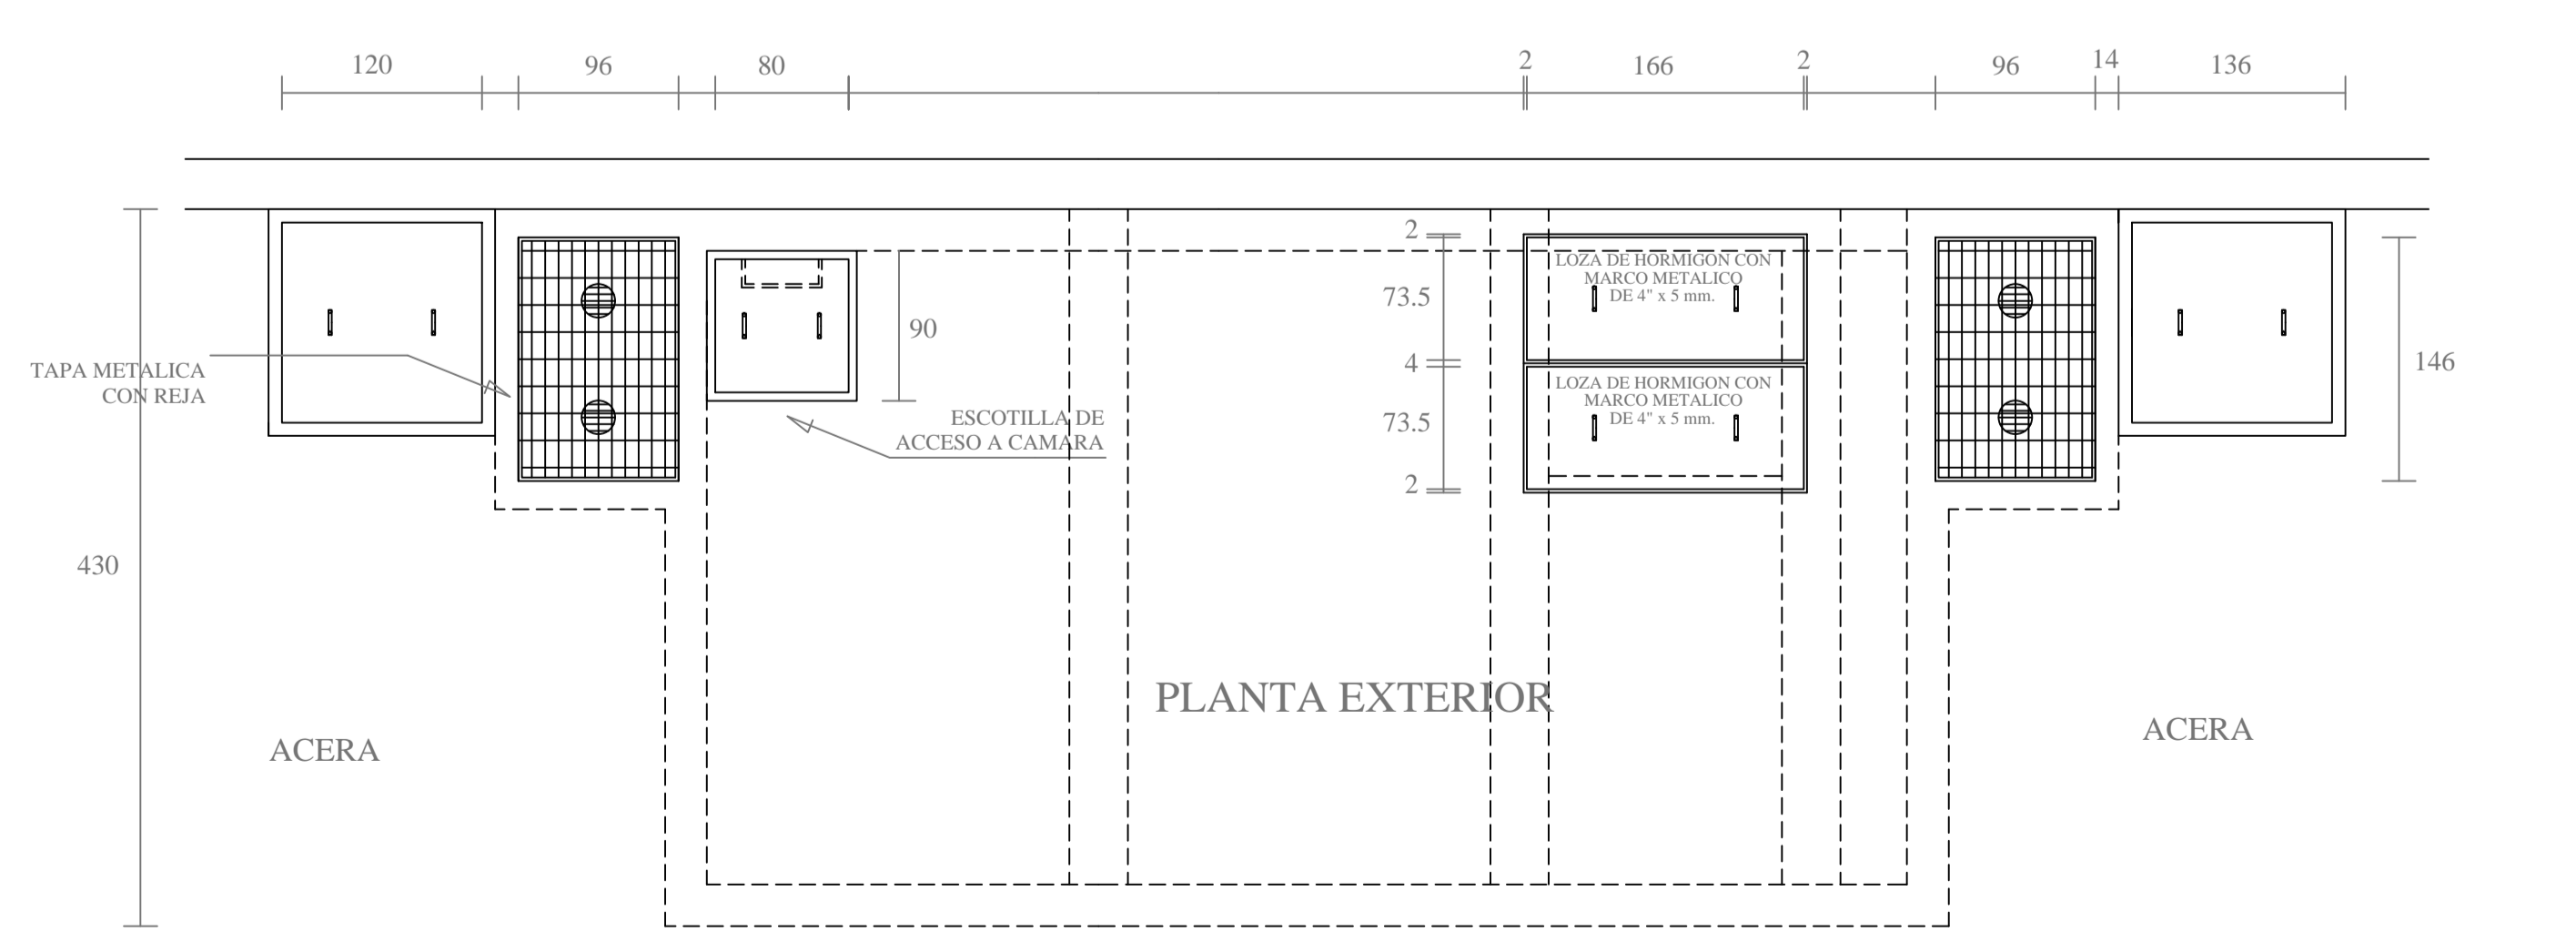 120
96
80
2
166
2
96
14
136
2
73.5
4
73.5
2
LOZA DE HORMIGON CON
MARCO METALICO
DE 4" x 5 mm.
LOZA DE HORMIGON CON
MARCO METALICO
DE 4" x 5 mm.
90
146
TAPA METALICA
CON REJA
ESCOTILLA DE
ACCESO A CAMARA
430
PLANTA EXTERIOR
ACERA
ACERA